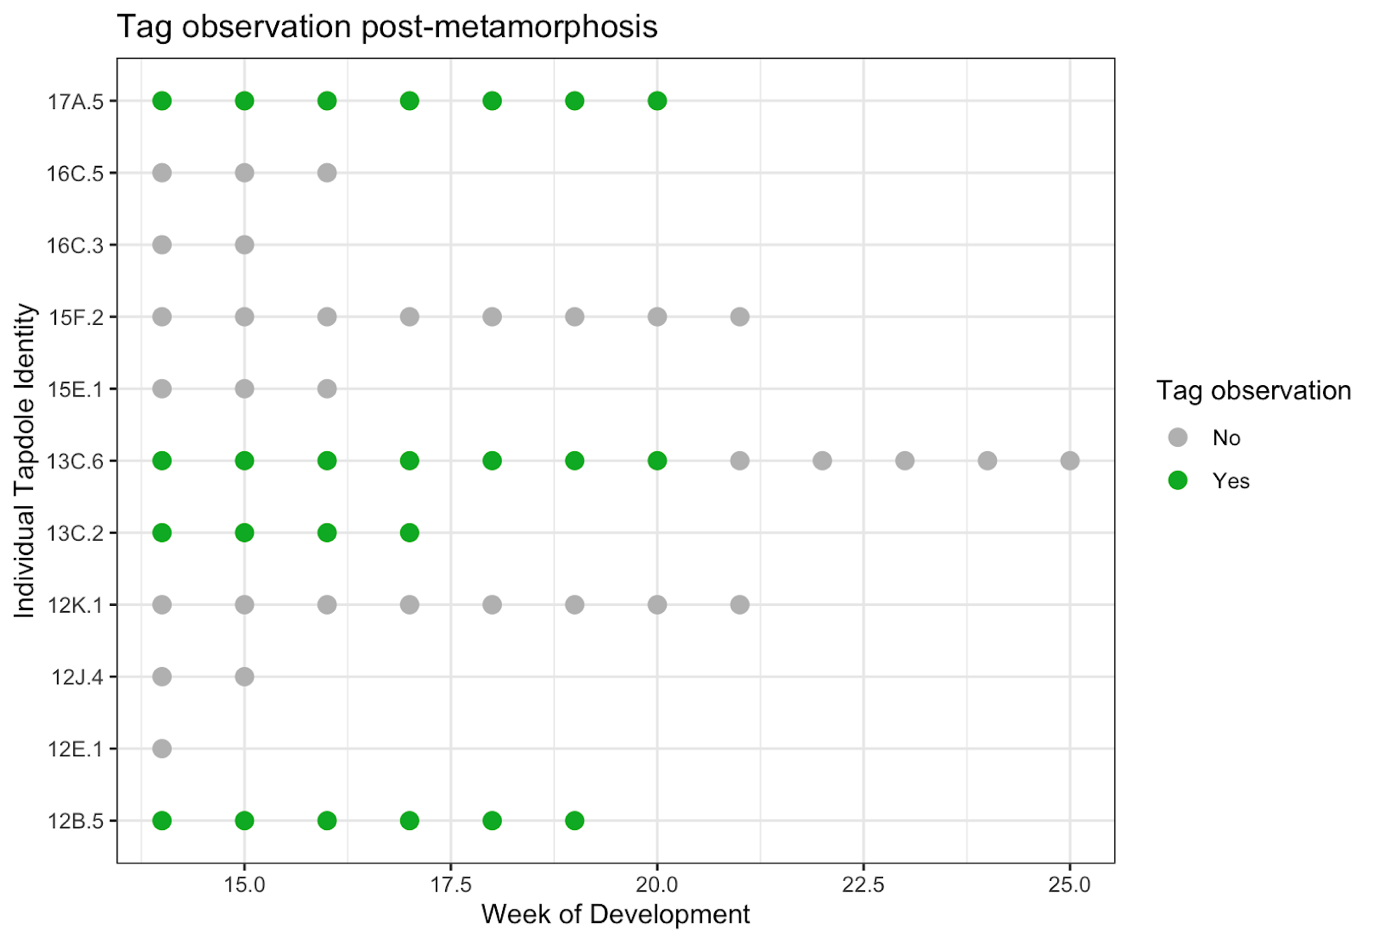 Tag observation post-metamorphosis
17A.5
16C.5
16C.3
15F.2
15E.1
13C.6
13C.2
12K.1
12J.4
12E.1
12B.5
Individual Tapdole Identity
15.0 17.5 20.0 22.5 25.0
Week of Development
Tag observation
No
Yes